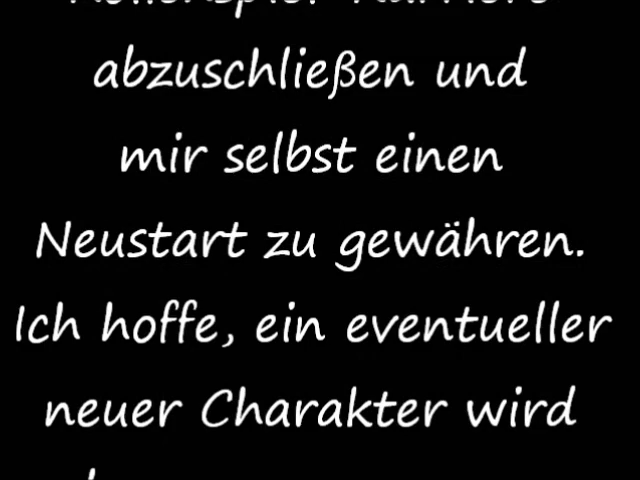 abzuschließen und
mir selbst einen
Neustart zu gewähren.
Ich hoffe, ein eventueller
neuer Charakter wird